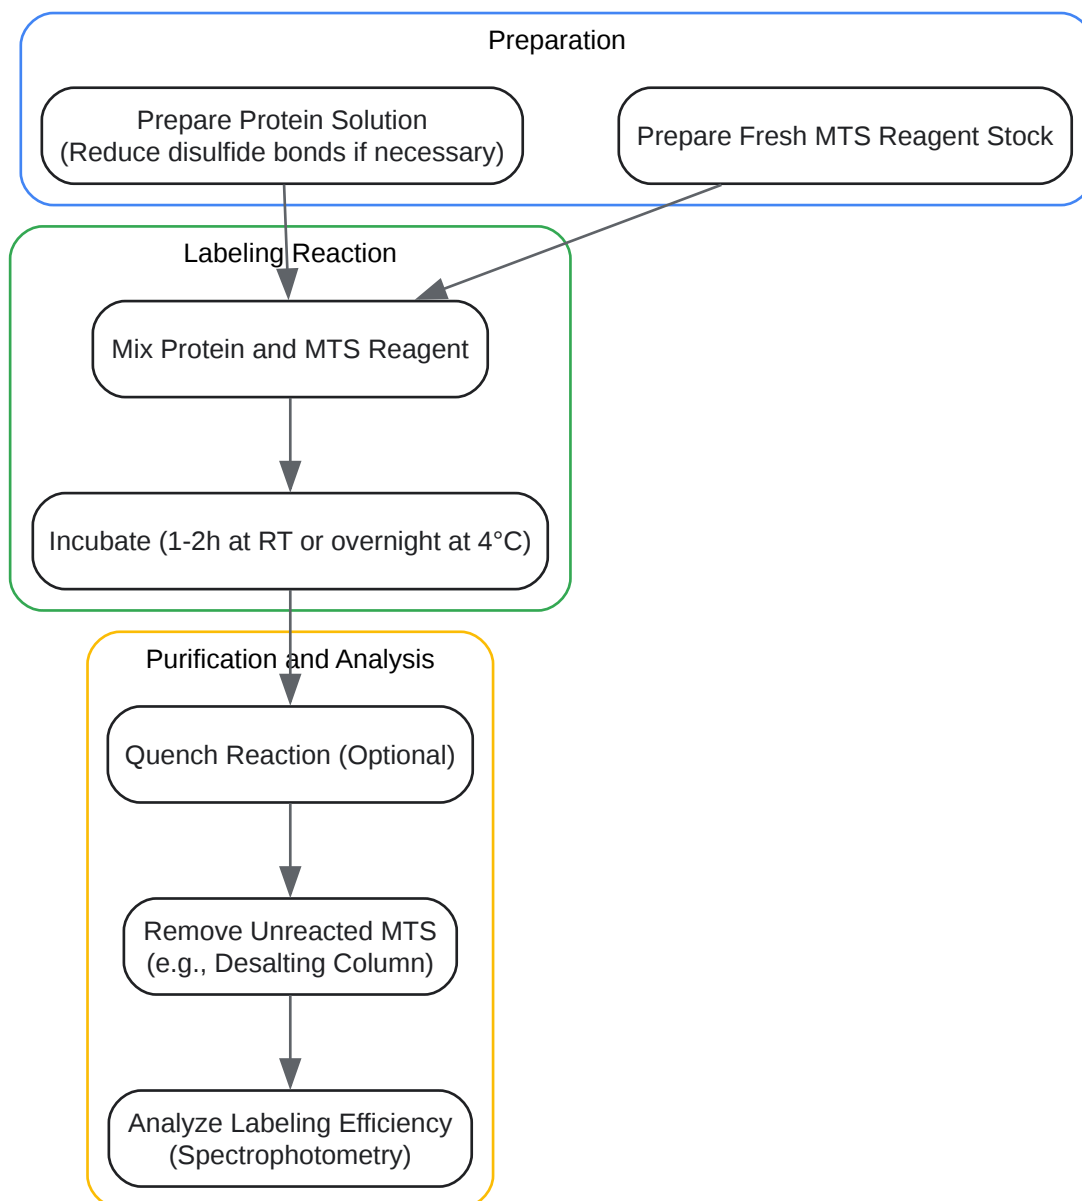 Preparation
Prepare Protein Solution
(Reduce disulfide bonds if necessary)
Prepare Fresh MTS Reagent Stock
Labeling Reaction
Mix Protein and MTS Reagent
Incubate (1-2h at RT or overnight at 4°C)
Purification and Analysis
Quench Reaction (Optional)
Remove Unreacted MTS
(e.g., Desalting Column)
Analyze Labeling Efficiency
(Spectrophotometry)